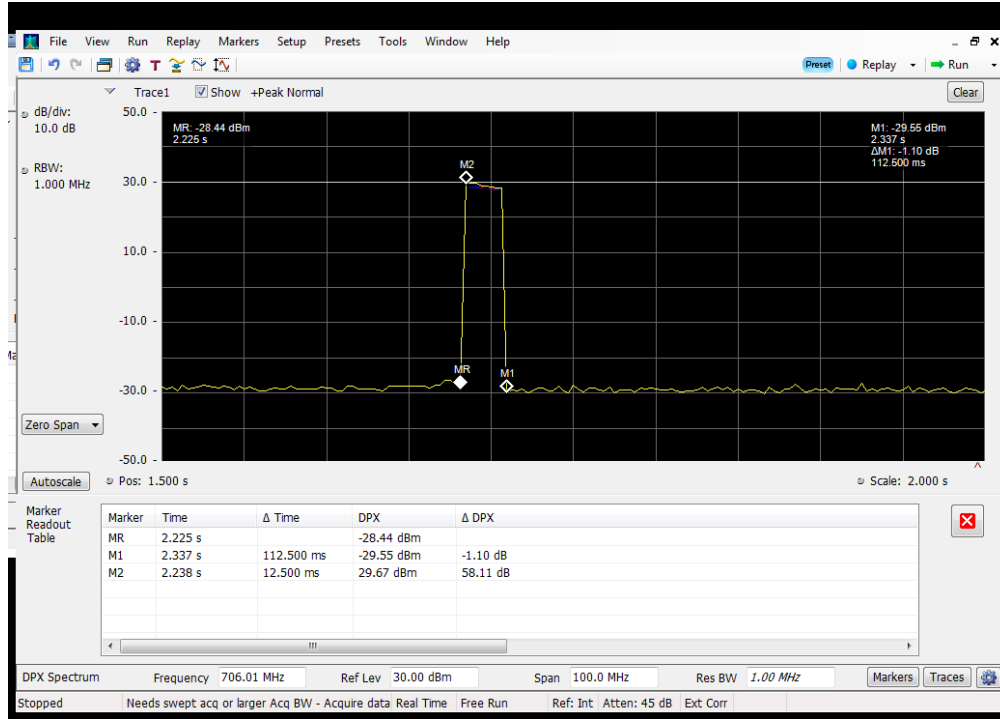 File View Run Replay Markers Setup Presets Tools Window Help
T Preset Replay Run
Trace1 Show +Peak Normal Clear
dB/div:
10.0 dB
RBW:
1.000 MHz
50.0
30.0
10.0
-10.0
-30.0
-50.0
MR: -28.44 dBm
2.225 s
M1: -29.55 dBm
2.337 s
ΔM1: -1.10 dB
112.500 ms
M2
MR
M1
Zero Span
Autoscale Pos: 1.500 s Scale: 2.000 s
Marker
Readout
Table
Marker Time Δ Time DPX Δ DPX
MR 2.225 s -28.44 dBm
M1 2.337 s 112.500 ms -29.55 dBm -1.10 dB
M2 2.238 s 12.500 ms 29.67 dBm 58.11 dB
DPX Spectrum Frequency 706.01 MHz Ref Lev 30.00 dBm Span 100.0 MHz Res BW 1.00 MHz Markers Traces
Stopped Needs swept acq or larger Acq BW - Acquire data Real Time Free Run Ref: Int Atten: 45 dB Ext Corr